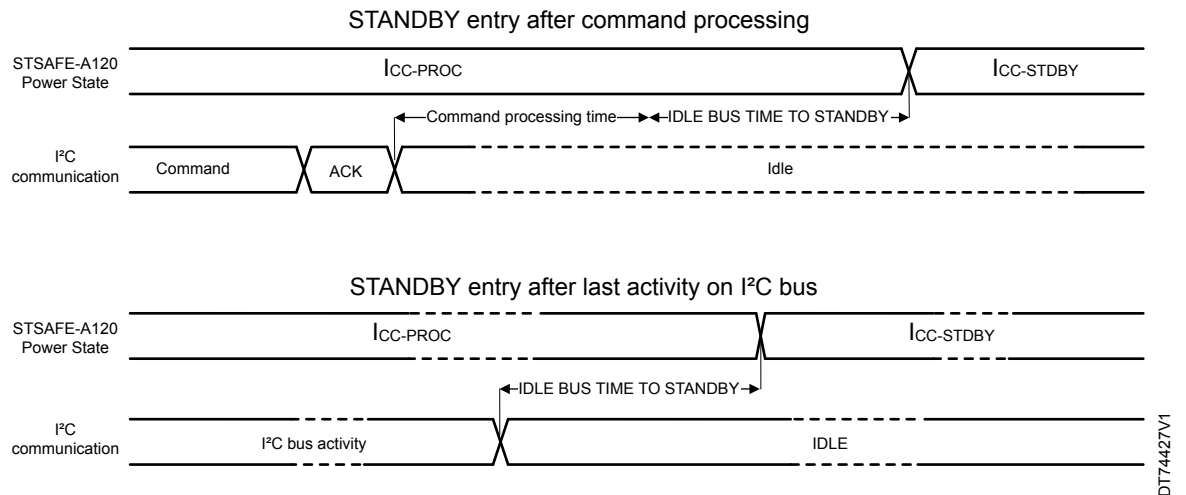 STANDBY entry after command processing
STSAFE-A120
Power State
ICC-PROC
ICC-STDBY
Command processing time
IDLE BUS TIME TO STANDBY
I²C
communication
Command
ACK
Idle
STANDBY entry after last activity on I²C bus
STSAFE-A120
Power State
ICC-PROC
ICC-STDBY
IDLE BUS TIME TO STANDBY
I²C
communication
I²C bus activity
IDLE
DT74427V1